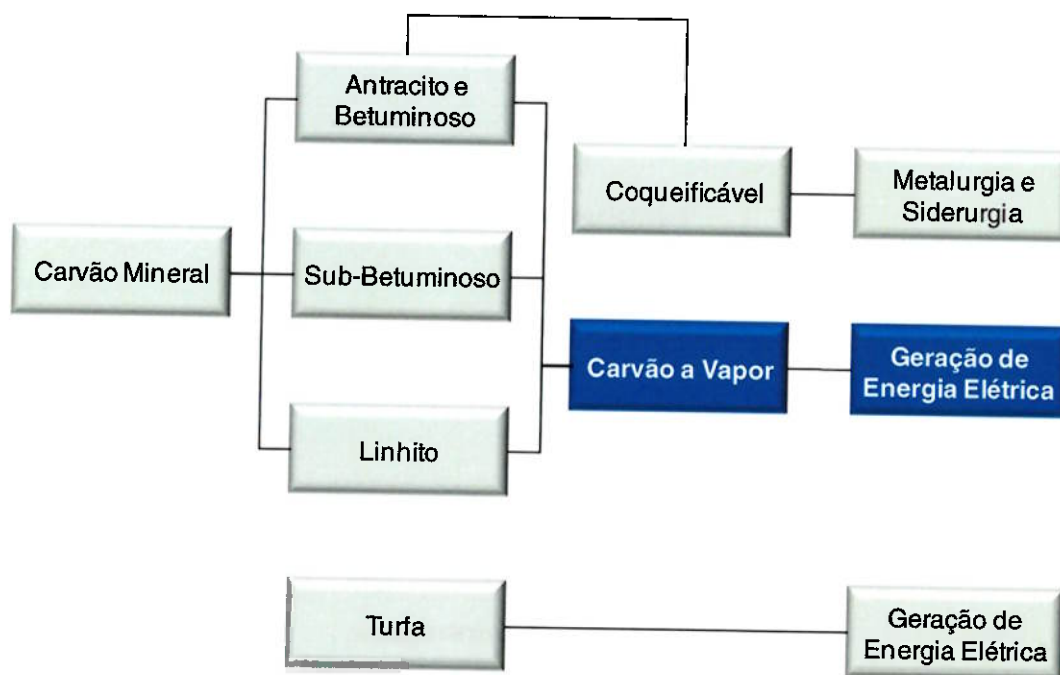 Antracito e
Betuminoso
Coqueificável
Metalurgia e
Siderurgia
Carvão Mineral
Sub-Betuminoso
Carvão a Vapor
Geração de
Energia Elétrica
Linhito
Turfa
Geração de
Energia Elétrica